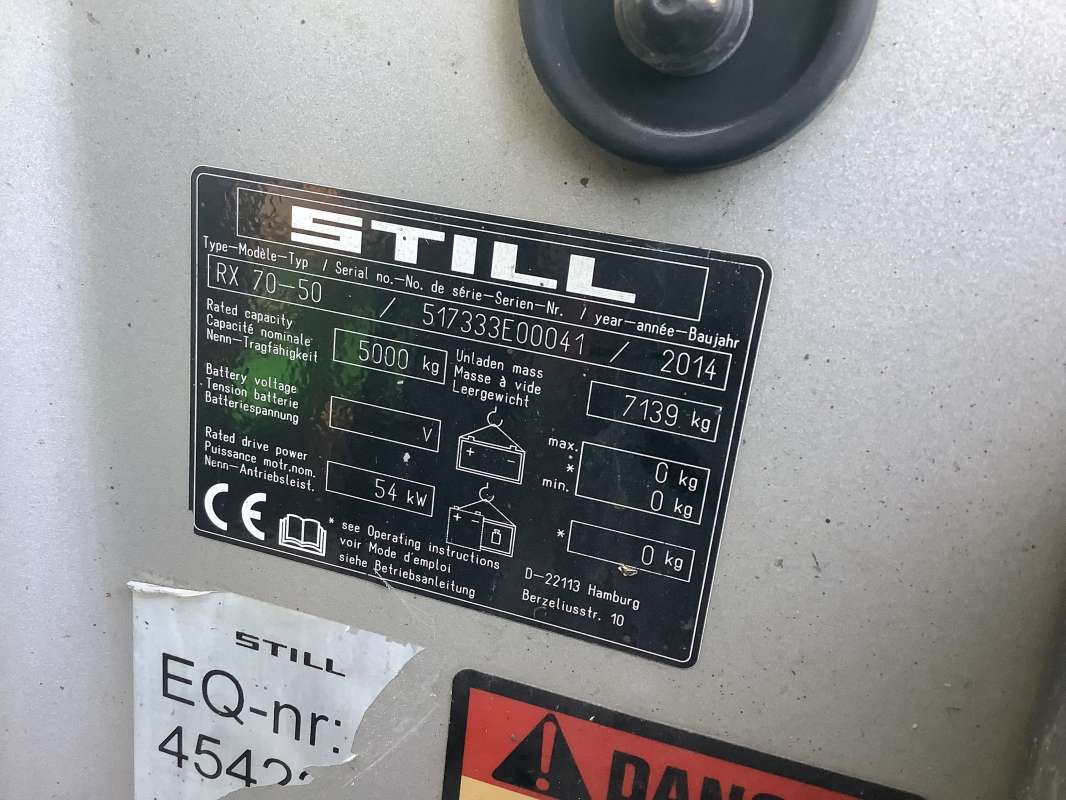 STILL
Type-Modèle-Typ / Serial no.-No. de série-Serien-Nr. / year-année-Baujahr
RX 70-50 / 517333E00041 / 2014
Rated capacity
Capacité nominale
Nenn-Tragfähigkeit
5000 kg
Unladen mass
Masse à vide
Leergewicht
7139 kg
Battery voltage
Tension batterie
Batteriespannung
V
+ -
max.
*
min.
0 kg
0 kg
Rated drive power
Puissance motr.nom.
Nenn-Antriebsleist.
54 kW
+ -
* 0 kg
CE
* see Operating instructions
voir Mode d'emploi
siehe Betriebsanleitung
D-22113 Hamburg
Berzeliusstr. 10
STILL
EQ-nr:
4542